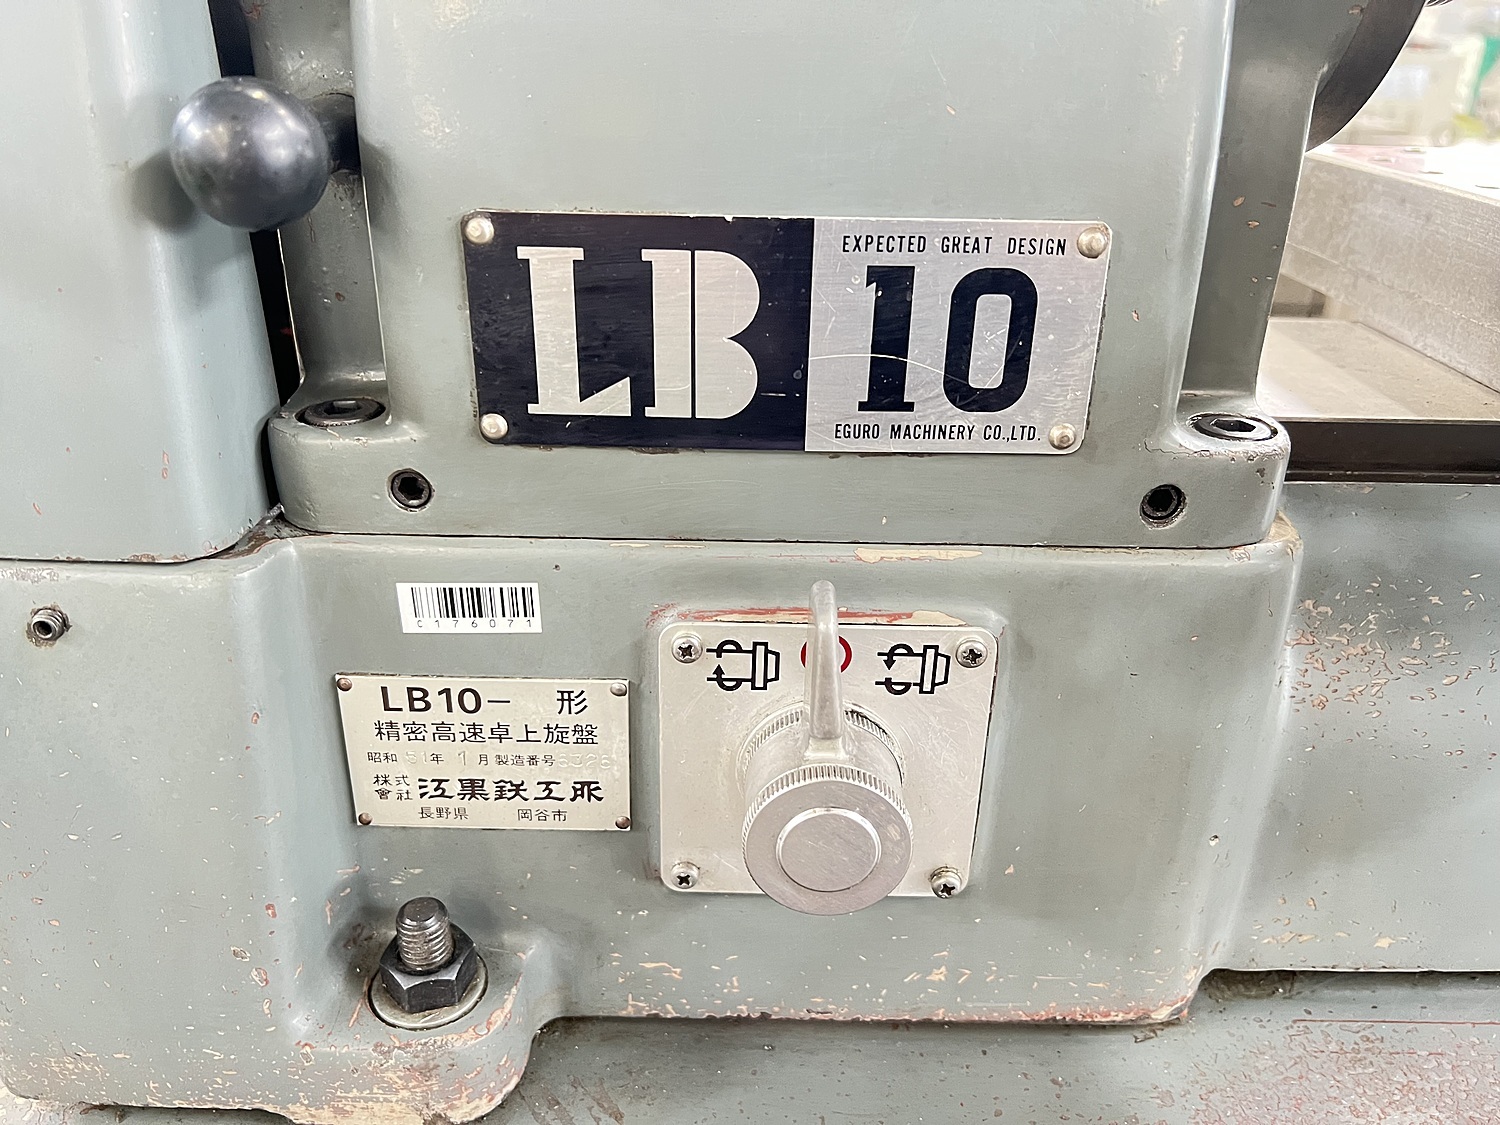 LB
EXPECTED GREAT DESIGN
10
EGURO MACHINERY CO.,LTD.
C176071
LB10− 形
精密高速卓上旋盤
昭和 51年 1月 製造番号
株式會社 江黒鉄工所
長野県 岡谷市